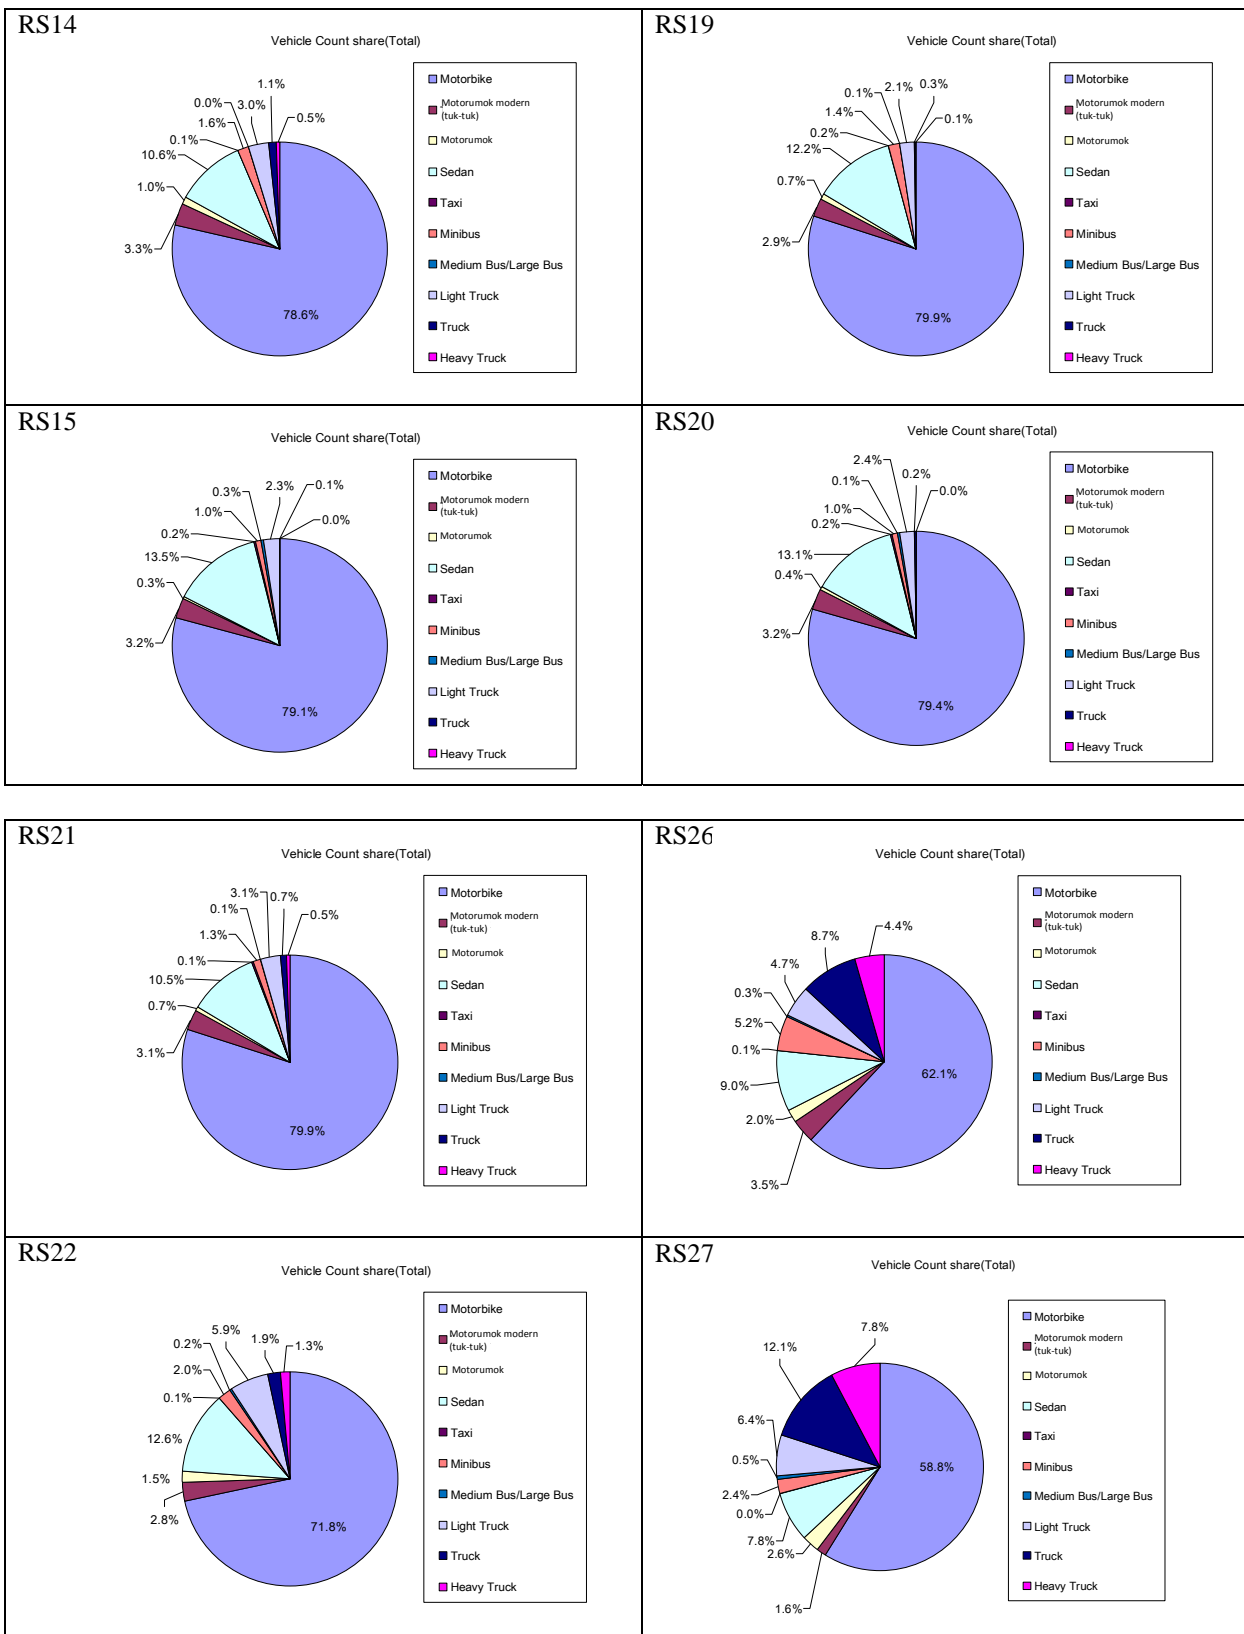 RS14
Vehicle Count share(Total)
1.1%
0.0%
3.0%
0.5%
1.6%
0.1%
10.6%
1.0%
3.3%
78.6%
Motorbike
Motorumok modern
(tuk-tuk)
Motorumok
Sedan
Taxi
Minibus
Medium Bus/Large Bus
Light Truck
Truck
Heavy Truck
RS19
Vehicle Count share(Total)
0.3%
2.1%
0.1%
1.4%
0.1%
0.2%
12.2%
0.7%
2.9%
79.9%
Motorbike
Motorumok modern
(tuk-tuk)
Motorumok
Sedan
Taxi
Minibus
Medium Bus/Large Bus
Light Truck
Truck
Heavy Truck
RS15
Vehicle Count share(Total)
0.3%
2.3%
0.1%
1.0%
0.0%
0.2%
13.5%
0.3%
3.2%
79.1%
Motorbike
Motorumok modern
(tuk-tuk)
Motorumok
Sedan
Taxi
Minibus
Medium Bus/Large Bus
Light Truck
Truck
Heavy Truck
RS20
Vehicle Count share(Total)
2.4%
0.2%
0.1%
0.0%
1.0%
0.2%
13.1%
0.4%
3.2%
79.4%
Motorbike
Motorumok modern
(tuk-tuk)
Motorumok
Sedan
Taxi
Minibus
Medium Bus/Large Bus
Light Truck
Truck
Heavy Truck
RS21
Vehicle Count share(Total)
3.1%
0.7%
0.1%
0.5%
1.3%
0.1%
10.5%
0.7%
3.1%
79.9%
Motorbike
Motorumok modern
(tuk-tuk)
Motorumok
Sedan
Taxi
Minibus
Medium Bus/Large Bus
Light Truck
Truck
Heavy Truck
RS26
Vehicle Count share(Total)
4.4%
8.7%
4.7%
0.3%
5.2%
0.1%
9.0%
2.0%
3.5%
62.1%
Motorbike
Motorumok modern
(tuk-tuk)
Motorumok
Sedan
Taxi
Minibus
Medium Bus/Large Bus
Light Truck
Truck
Heavy Truck
RS22
Vehicle Count share(Total)
5.9%
1.9%
0.2%
1.3%
2.0%
0.1%
12.6%
1.5%
2.8%
71.8%
Motorbike
Motorumok modern
(tuk-tuk)
Motorumok
Sedan
Taxi
Minibus
Medium Bus/Large Bus
Light Truck
Truck
Heavy Truck
RS27
Vehicle Count share(Total)
7.8%
12.1%
6.4%
0.5%
2.4%
0.0%
7.8%
2.6%
1.6%
58.8%
Motorbike
Motorumok modern
(tuk-tuk)
Motorumok
Sedan
Taxi
Minibus
Medium Bus/Large Bus
Light Truck
Truck
Heavy Truck